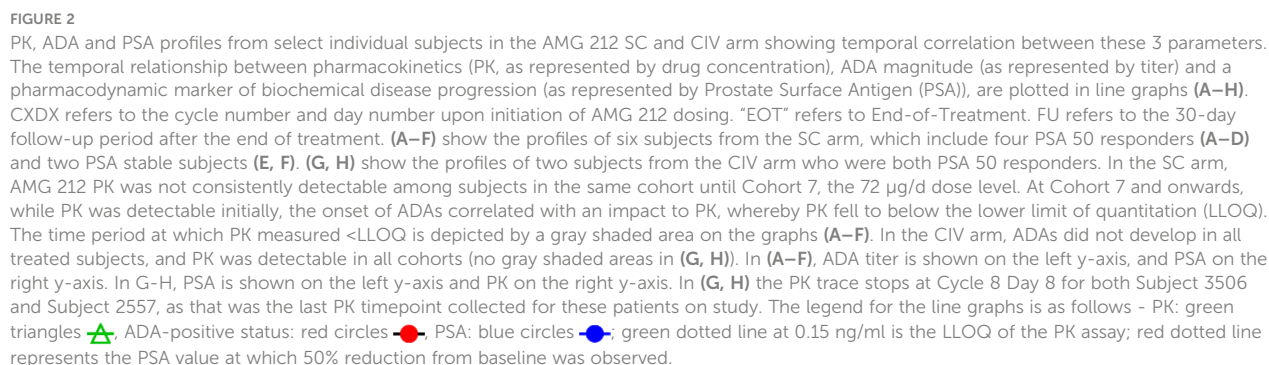 FIGURE 2
PK, ADA and PSA profiles from select individual subjects in the AMG 212 SC and CIV arm showing temporal correlation between these 3 parameters.
The temporal relationship between pharmacokinetics (PK, as represented by drug concentration), ADA magnitude (as represented by titer) and a
pharmacodynamic marker of biochemical disease progression (as represented by Prostate Surface Antigen (PSA)), are plotted in line graphs (A–H).
CXDX refers to the cycle number and day number upon initiation of AMG 212 dosing. “EOT” refers to End-of-Treatment. FU refers to the 30-day
follow-up period after the end of treatment. (A–F) show the profiles of six subjects from the SC arm, which include four PSA 50 responders (A–D)
and two PSA stable subjects (E, F). (G, H) show the profiles of two subjects from the CIV arm who were both PSA 50 responders. In the SC arm,
AMG 212 PK was not consistently detectable among subjects in the same cohort until Cohort 7, the 72 µg/d dose level. At Cohort 7 and onwards,
while PK was detectable initially, the onset of ADAs correlated with an impact to PK, whereby PK fell to below the lower limit of quantitation (LLOQ).
The time period at which PK measured <LLOQ is depicted by a gray shaded area on the graphs (A–F). In the CIV arm, ADAs did not develop in all
treated subjects, and PK was detectable in all cohorts (no gray shaded areas in (G, H)). In (A–F), ADA titer is shown on the left y-axis, and PSA on the
right y-axis. In G-H, PSA is shown on the left y-axis and PK on the right y-axis. In (G, H) the PK trace stops at Cycle 8 Day 8 for both Subject 3506
and Subject 2557, as that was the last PK timepoint collected for these patients on study. The legend for the line graphs is as follows - PK: green
triangles , ADA-positive status: red circles , PSA: blue circles ; green dotted line at 0.15 ng/ml is the LLOQ of the PK assay; red dotted line
represents the PSA value at which 50% reduction from baseline was observed.